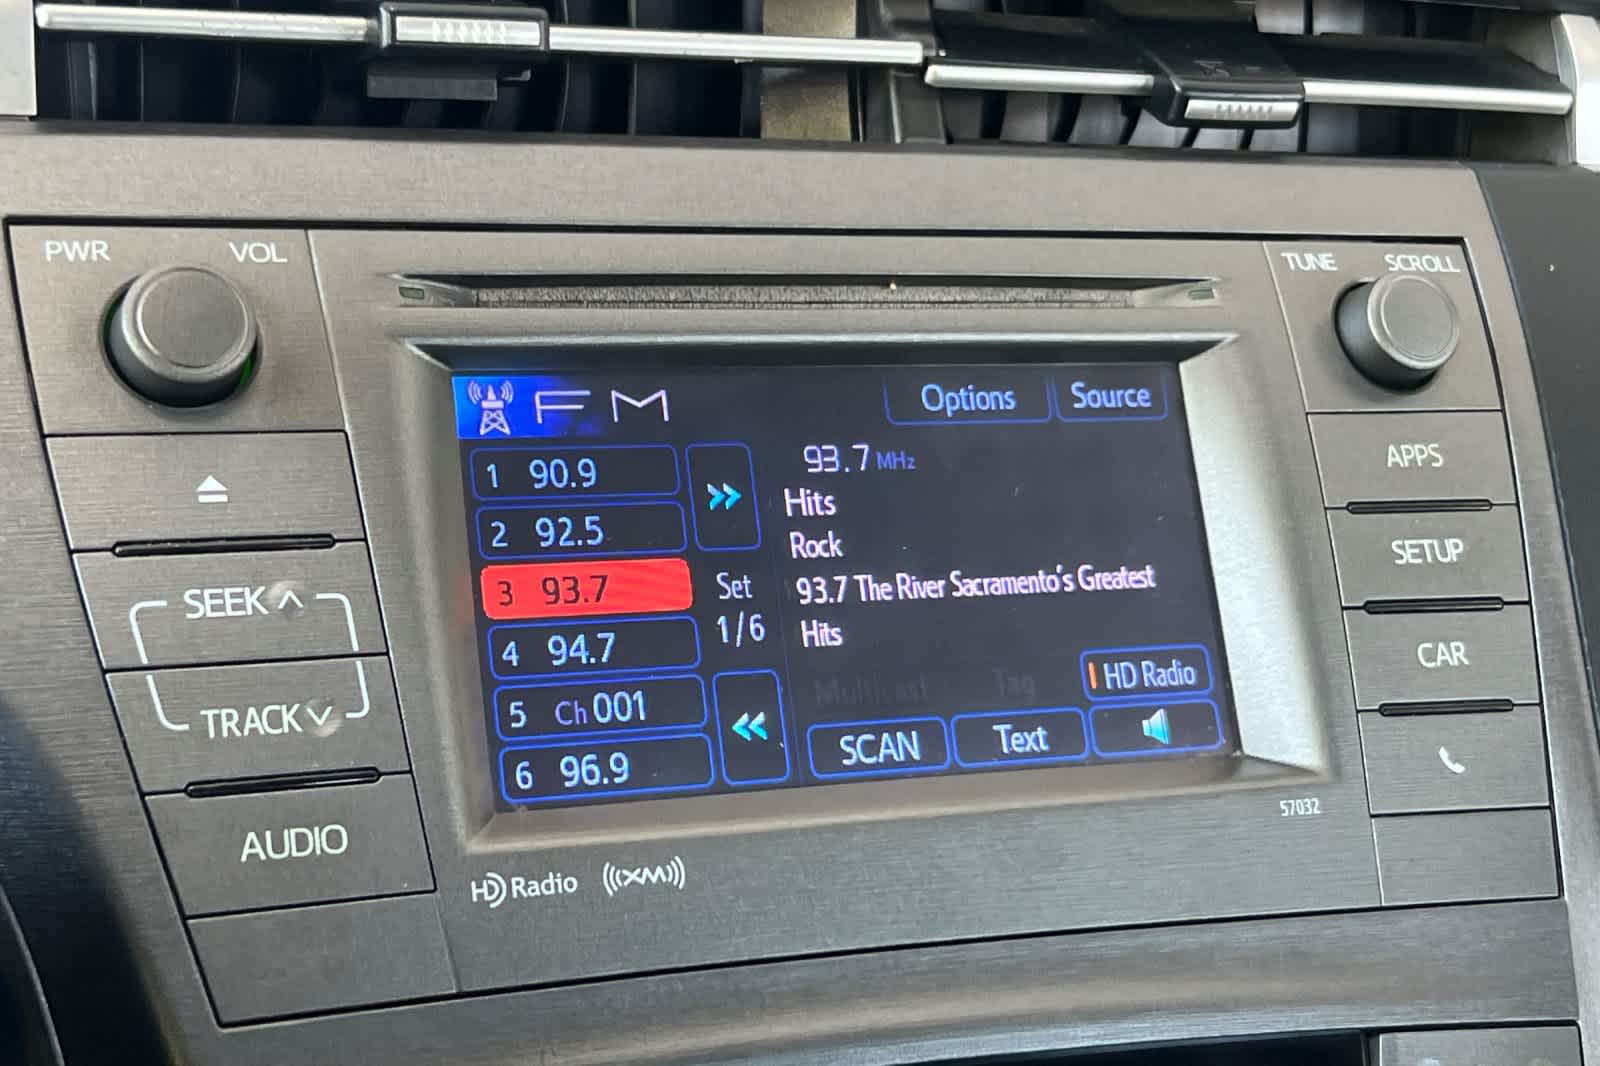 PWR VOL
TUNE SCROLL
FM
Options
Source
1 90.9
2 92.5
3 93.7
4 94.7
5 Ch 001
6 96.9
Set
1/6
93.7 MHz
Hits
Rock
93.7 The River Sacramento's Greatest
Hits
Multicast
Tag
HD Radio
SCAN
Text
SEEK
TRACK
AUDIO
APPS
SETUP
CAR
57032
HD Radio
((XM))